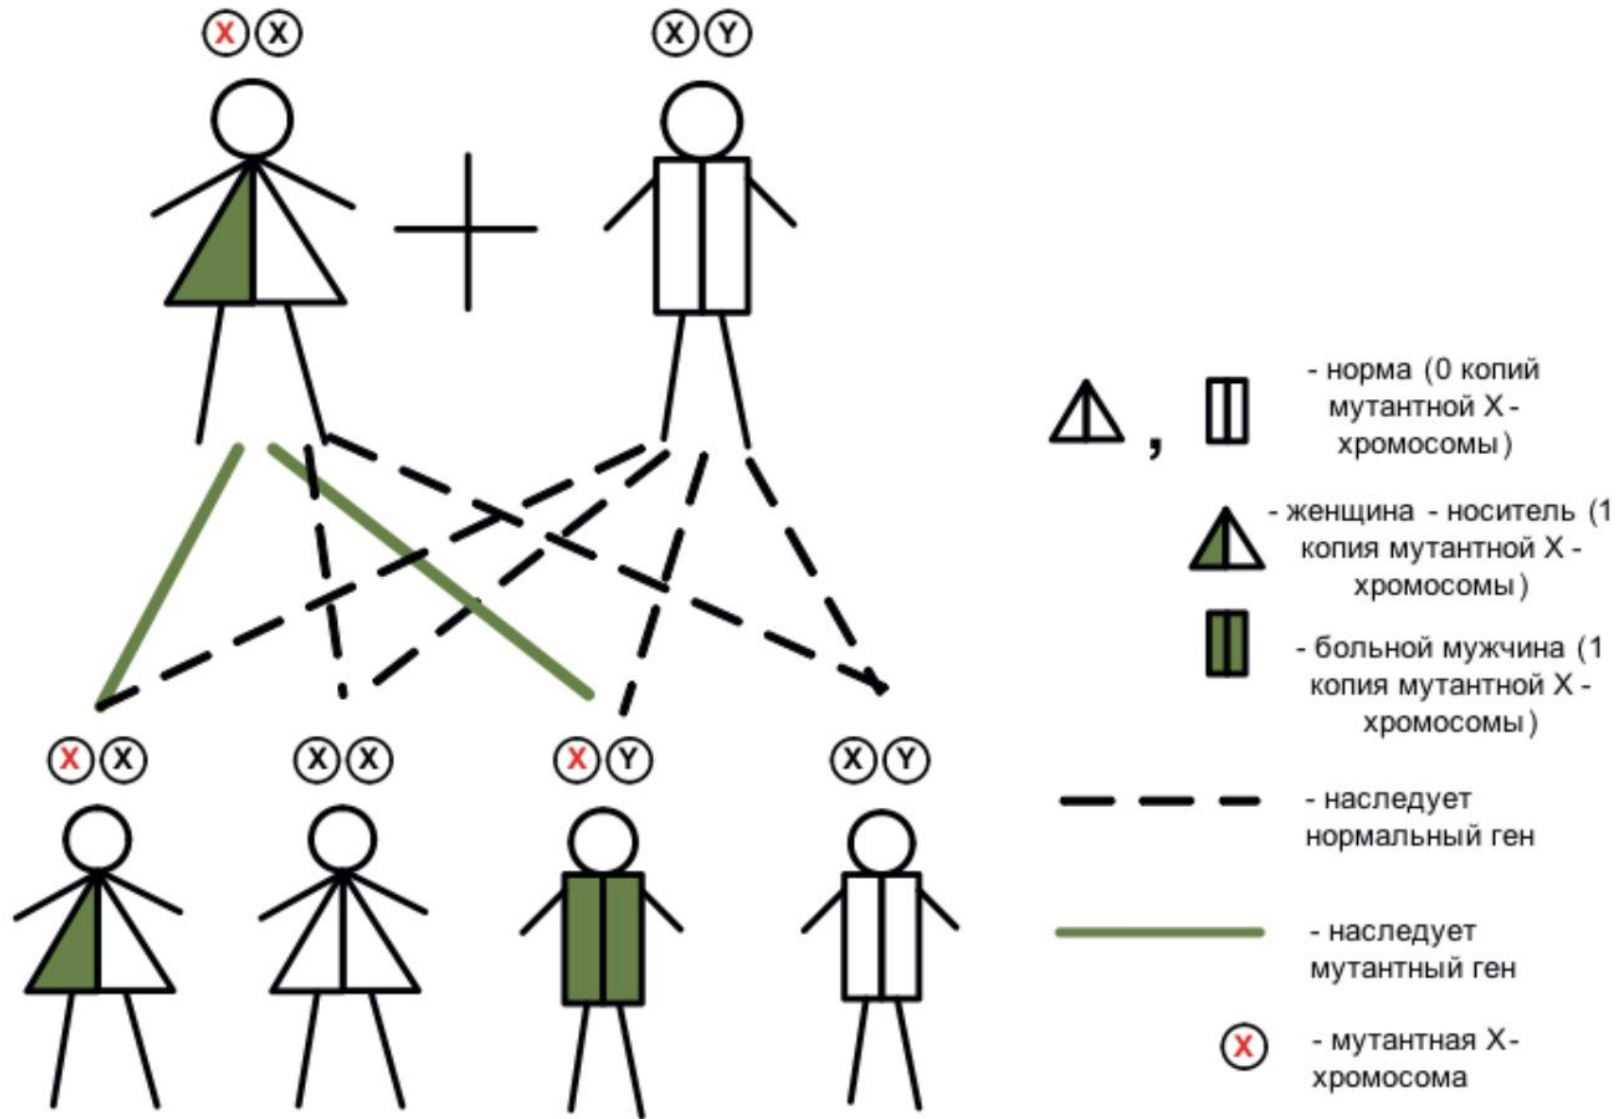 X X X Y
- норма (0 копий
мутантной X -
хромосомы)
,
- женщина - носитель (1
копия мутантной X -
хромосомы)
- больной мужчина (1
копия мутантной X -
хромосомы)
X X X X X Y X Y
- наследует
нормальный ген
- наследует
мутантный ген
X - мутантная X-
хромосома